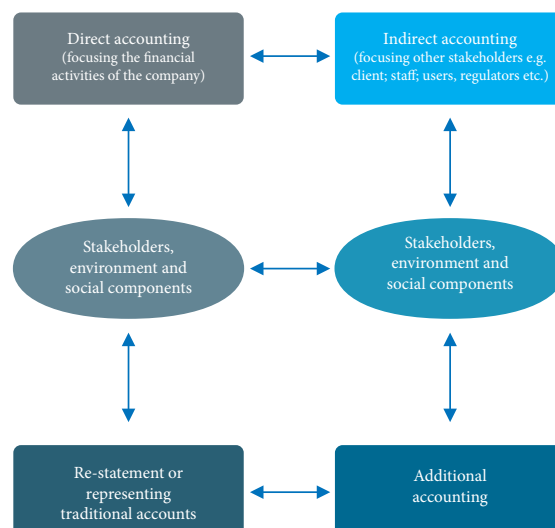 Direct accounting
(focusing the financial
activities of the company)
Indirect accounting
(focusing other stakeholders e.g.
client; staff; users, regulators etc.)
Stakeholders,
environment and
social components
Stakeholders,
environment and
social components
Re-statement or
representing
traditional accounts
Additional
accounting